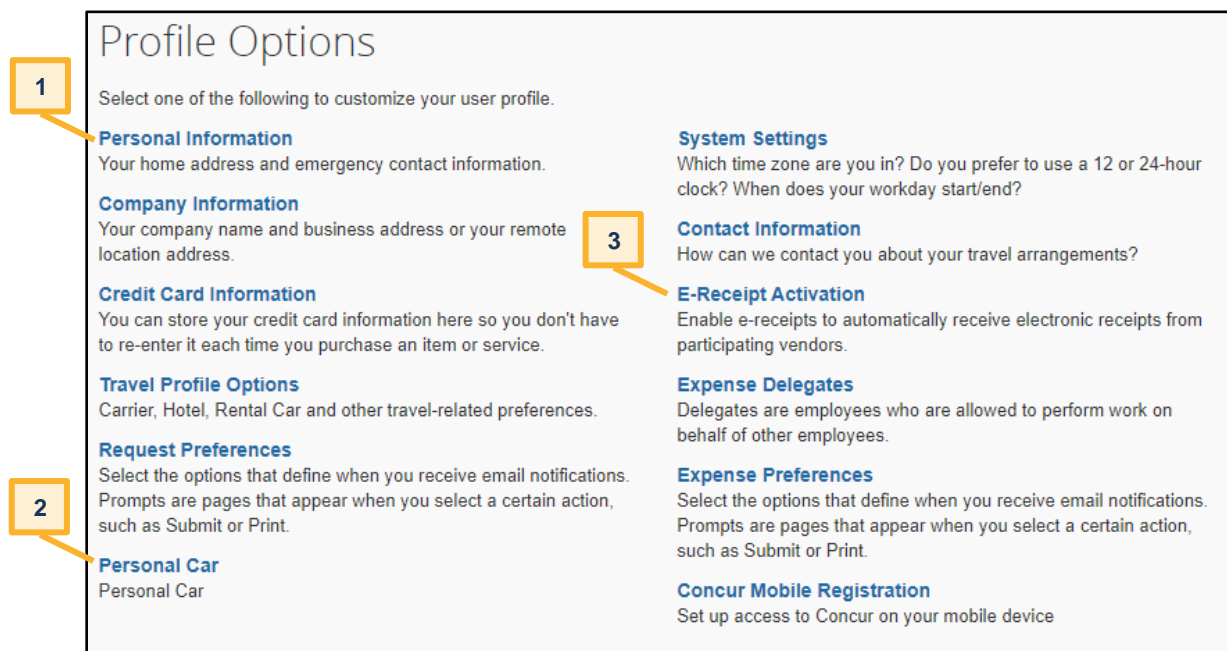 Profile Options
1
Select one of the following to customize your user profile.
Personal Information
Your home address and emergency contact information.
Company Information
Your company name and business address or your remote
location address.
Credit Card Information
You can store your credit card information here so you don't have
to re-enter it each time you purchase an item or service.
Travel Profile Options
Carrier, Hotel, Rental Car and other travel-related preferences.
Request Preferences
Select the options that define when you receive email notifications.
Prompts are pages that appear when you select a certain action,
such as Submit or Print.
2
Personal Car
Personal Car
System Settings
Which time zone are you in? Do you prefer to use a 12 or 24-hour
clock? When does your workday start/end?
Contact Information
How can we contact you about your travel arrangements?
3
E-Receipt Activation
Enable e-receipts to automatically receive electronic receipts from
participating vendors.
Expense Delegates
Delegates are employees who are allowed to perform work on
behalf of other employees.
Expense Preferences
Select the options that define when you receive email notifications.
Prompts are pages that appear when you select a certain action,
such as Submit or Print.
Concur Mobile Registration
Set up access to Concur on your mobile device